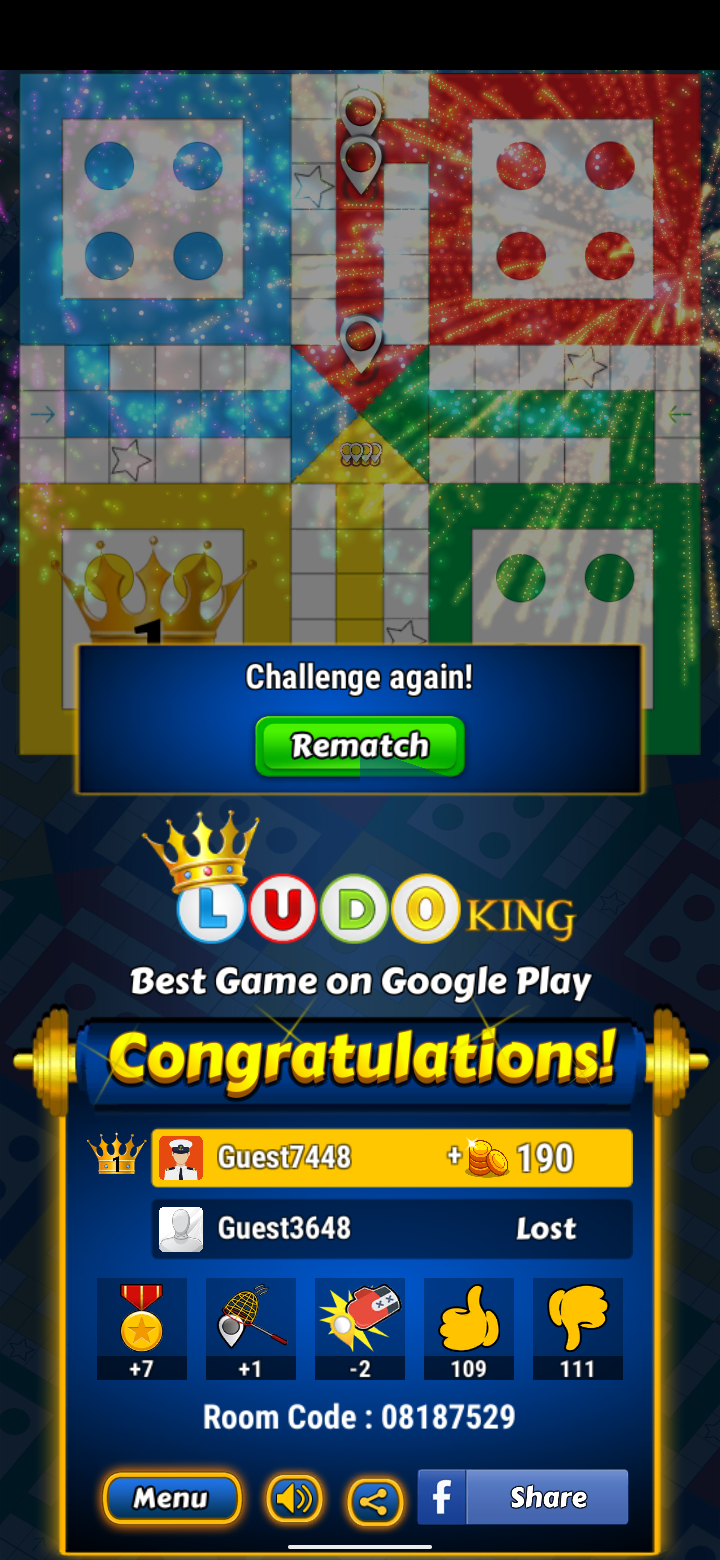 1
Challenge again!
Rematch
LUDO KING
Best Game on Google Play
Congratulations!
1 Guest7448 + 190
Guest3648 Lost
+7 +1 -2 109 111
Room Code : 08187529
Menu f Share